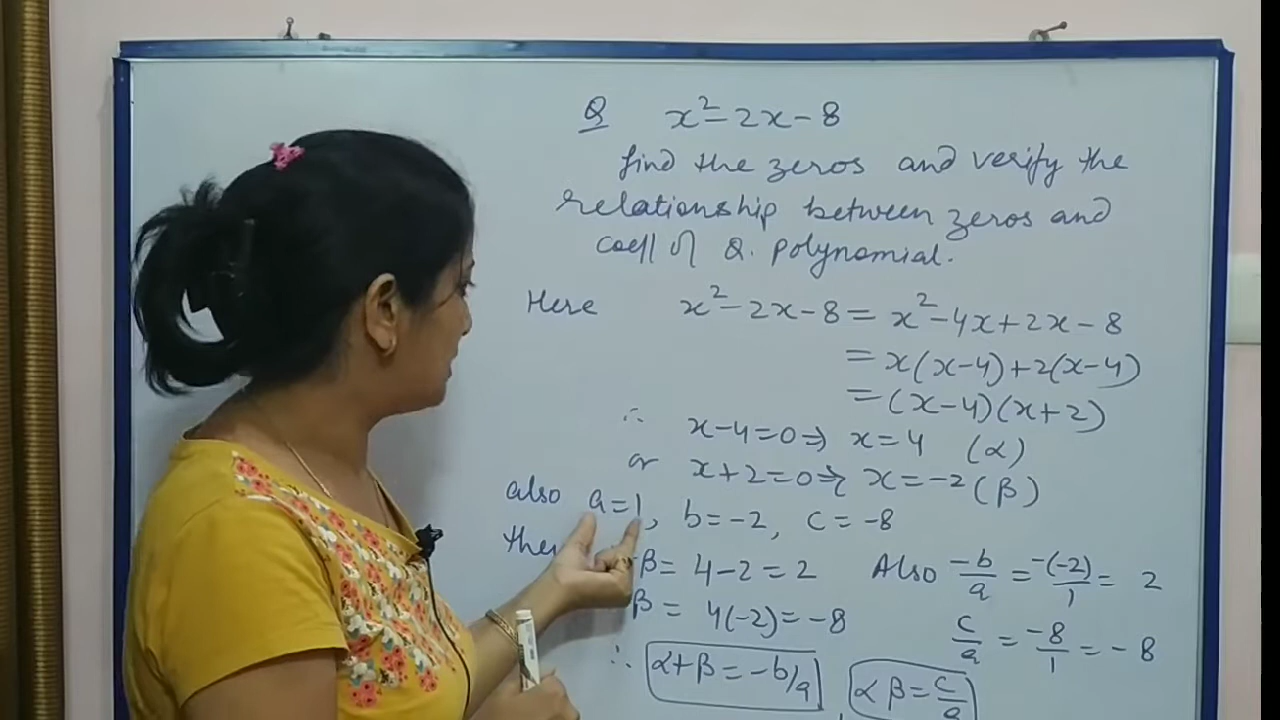 Q x²-2x-8
find the zeros and verify the
relationship between zeros and
coeff of Q. polynomial.
Here x²-2x-8 = x²-4x+2x-8
= x(x-4)+2(x-4)
= (x-4)(x+2)
∴ x-4=0⇒ x=4 (α)
or x+2=0⇒ x=-2 (β)
also a=1, b=-2, c=-8
then β = 4-2=2 Also -b/a = -(-2)/1 = 2
β = 4(-2)=-8 c/a = -8/1 = -8
∴ α+β=-b/a, αβ=c/a